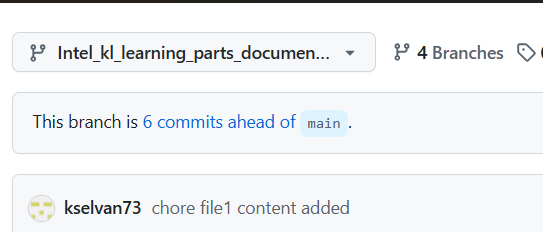 Intel_kl_learning_parts_documen... 4 Branches
This branch is 6 commits ahead of main.
kselvan73 chore file1 content added